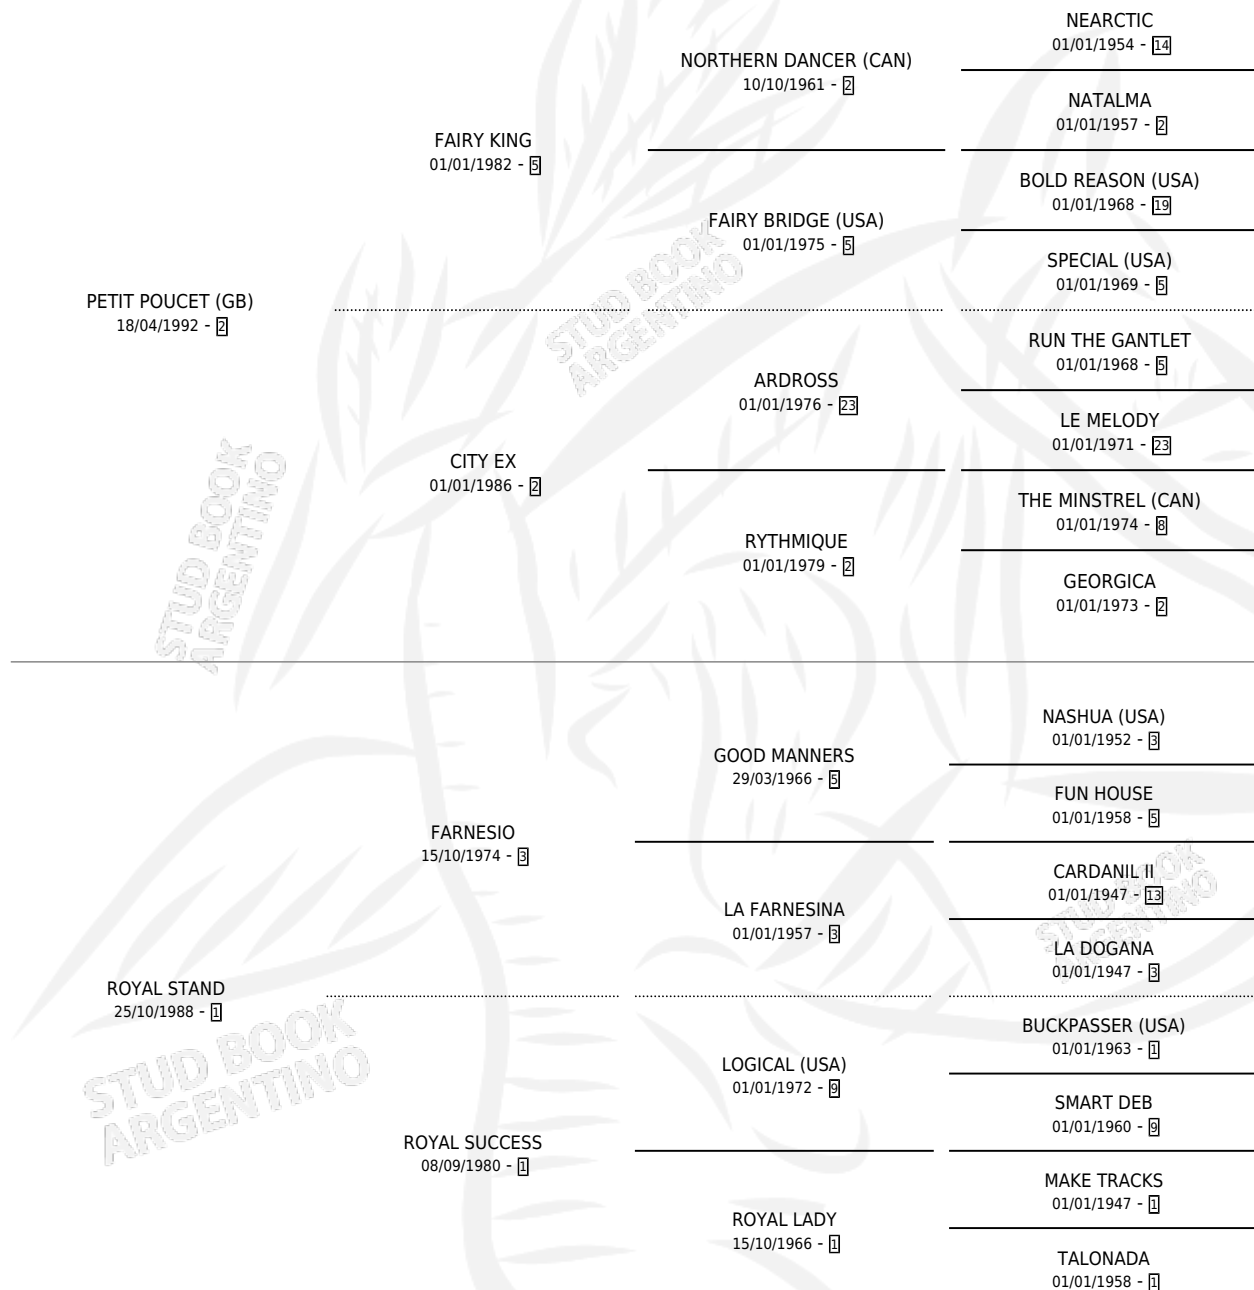 NEARCTIC
01/01/1954 - 14
NORTHERN DANCER (CAN)
10/10/1961 - 2
NATALMA
01/01/1957 - 2
FAIRY KING
01/01/1982 - 5
BOLD REASON (USA)
01/01/1968 - 19
FAIRY BRIDGE (USA)
01/01/1975 - 5
SPECIAL (USA)
01/01/1969 - 5
PETIT POUCET (GB)
18/04/1992 - 2
RUN THE GANTLET
01/01/1968 - 5
ARDROSS
01/01/1976 - 23
LE MELODY
01/01/1971 - 23
CITY EX
01/01/1986 - 2
THE MINSTREL (CAN)
01/01/1974 - 8
RYTHMIQUE
01/01/1979 - 2
GEORGICA
01/01/1973 - 2
STUD BOOK
ARGENTINO
STUD BOOK
ARGENTINO
NASHUA (USA)
01/01/1952 - 3
GOOD MANNERS
29/03/1966 - 5
FUN HOUSE
01/01/1958 - 5
FARNESIO
15/10/1974 - 3
CARDANIL II
01/01/1947 - 13
LA FARNESINA
01/01/1957 - 3
LA DOGANA
01/01/1947 - 3
STUD BOOK
ARGENTINO
ROYAL STAND
25/10/1988 - 1
BUCKPASSER (USA)
01/01/1963 - 1
LOGICAL (USA)
01/01/1972 - 9
SMART DEB
01/01/1960 - 9
STUD BOOK
ARGENTINO
ROYAL SUCCESS
08/09/1980 - 1
MAKE TRACKS
01/01/1947 - 1
ROYAL LADY
15/10/1966 - 1
TALONADA
01/01/1958 - 1